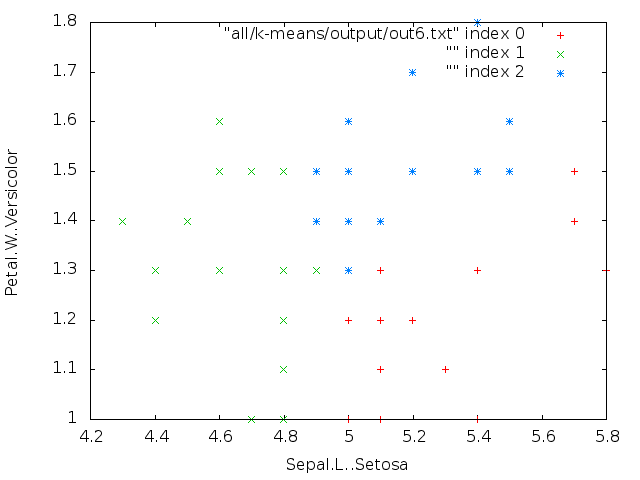 "all/k-means/output/out6.txt" index 0
"" index 1
"" index 2
1.8
1.7
1.6
1.5
1.4
1.3
1.2
1.1
1
Petal.W..Versicolor
4.2 4.4 4.6 4.8 5 5.2 5.4 5.6 5.8
Sepal.L..Setosa